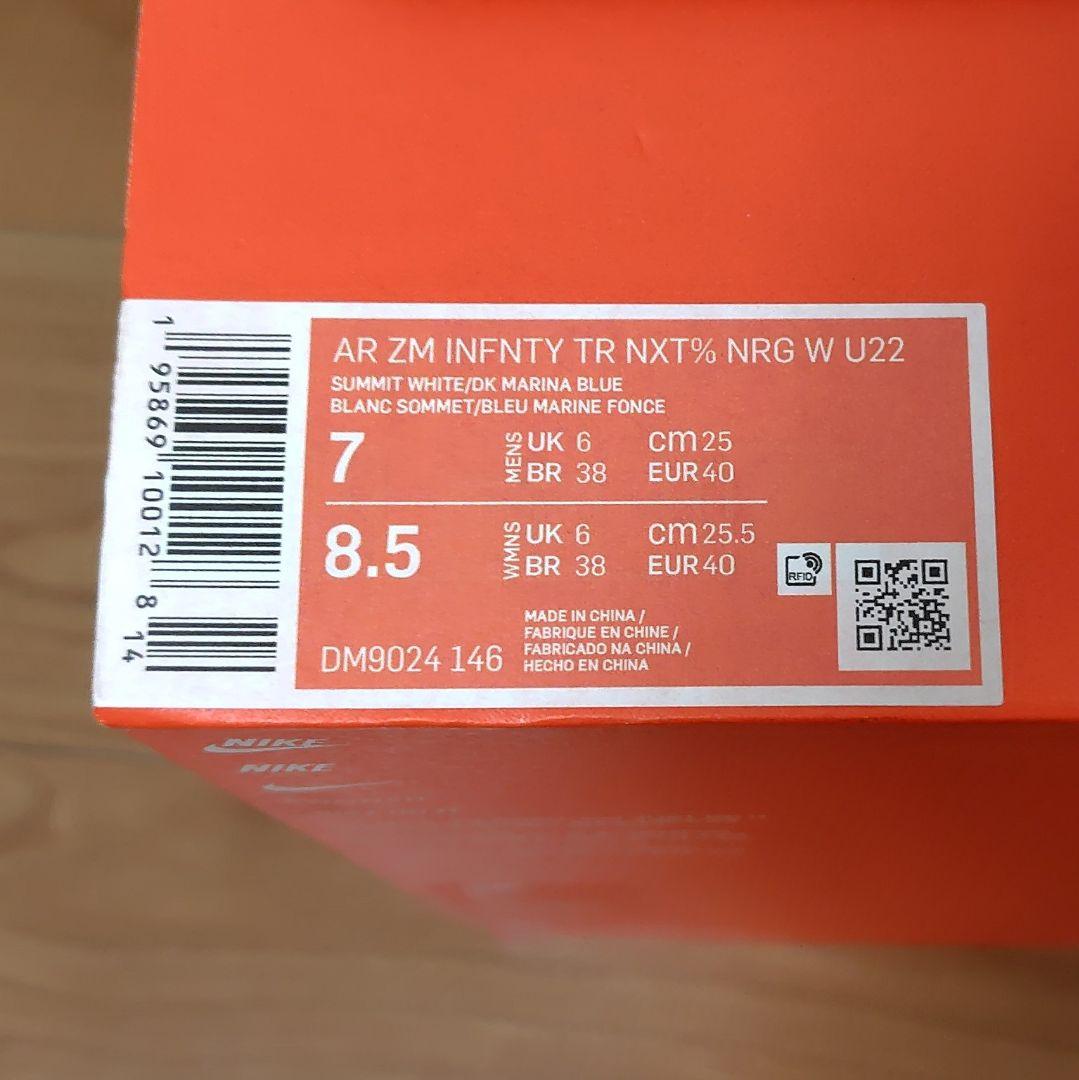 AR ZM INFNTY TR NXT% NRG W U22
SUMMIT WHITE/DK MARINA BLUE
BLANC SOMMET/BLEU MARINE FONCE
7 MENS UK 6 cm 25
BR 38 EUR 40
8.5 WMNS UK 6 cm 25.5
BR 38 EUR 40
RFID
DM9024 146
MADE IN CHINA /
FABRIQUE EN CHINE /
FABRICADO NA CHINA /
HECHO EN CHINA
1 95869 10012 8 14
NIKE
NIKE